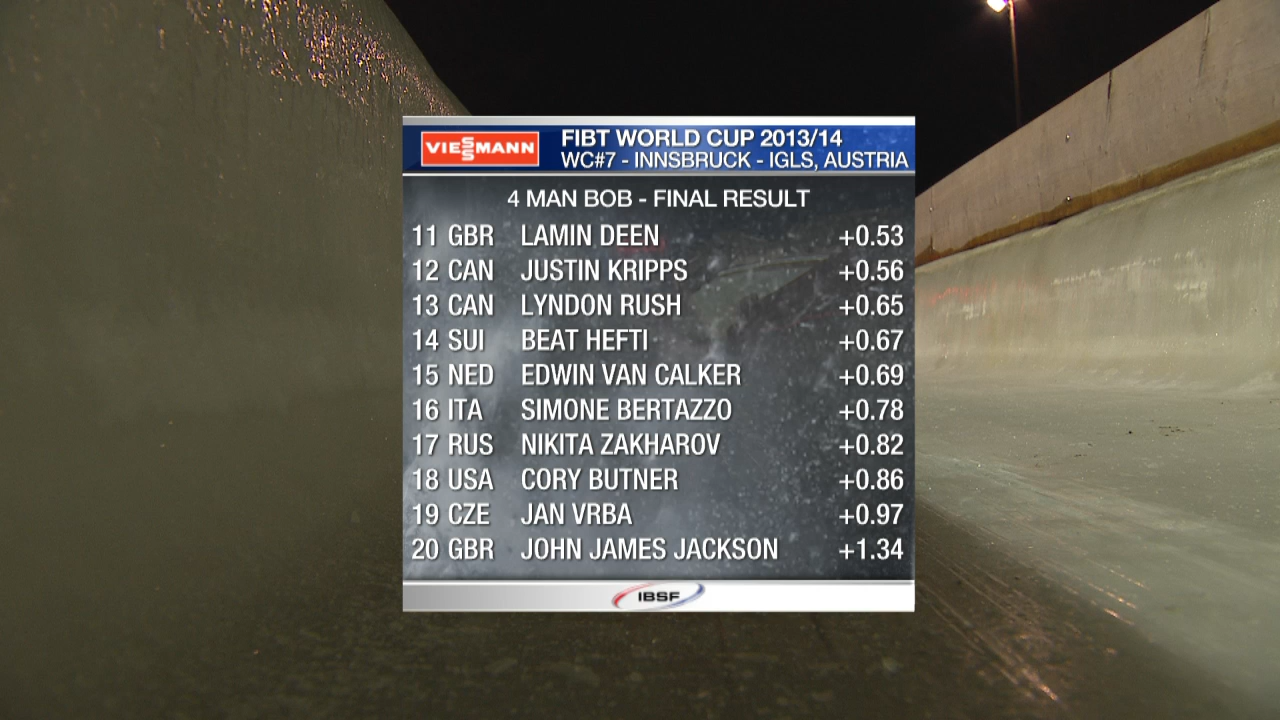 VIESSMANN
FIBT WORLD CUP 2013/14
WC#7 - INNSBRUCK - IGLS, AUSTRIA
4 MAN BOB - FINAL RESULT
11 GBR LAMIN DEEN +0.53
12 CAN JUSTIN KRIPPS +0.56
13 CAN LYNDON RUSH +0.65
14 SUI BEAT HEFTI +0.67
15 NED EDWIN VAN CALKER +0.69
16 ITA SIMONE BERTAZZO +0.78
17 RUS NIKITA ZAKHAROV +0.82
18 USA CORY BUTNER +0.86
19 CZE JAN VRBA +0.97
20 GBR JOHN JAMES JACKSON +1.34
IBSF